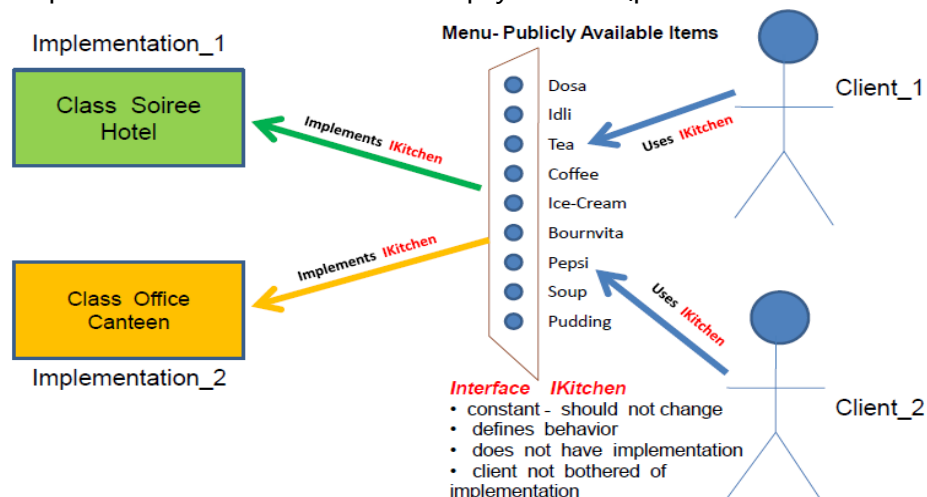 Implementation_1
Class Soiree
Hotel
Implements IKitchen
Menu- Publicly Available Items
Dosa
Idli
Tea
Coffee
Ice-Cream
Bournvita
Pepsi
Soup
Pudding
Uses IKitchen
Client_1
Implements IKitchen
Class Office
Canteen
Implementation_2
Uses IKitchen
Client_2
Interface IKitchen
• constant - should not change
• defines behavior
• does not have implementation
• client not bothered of
implementation